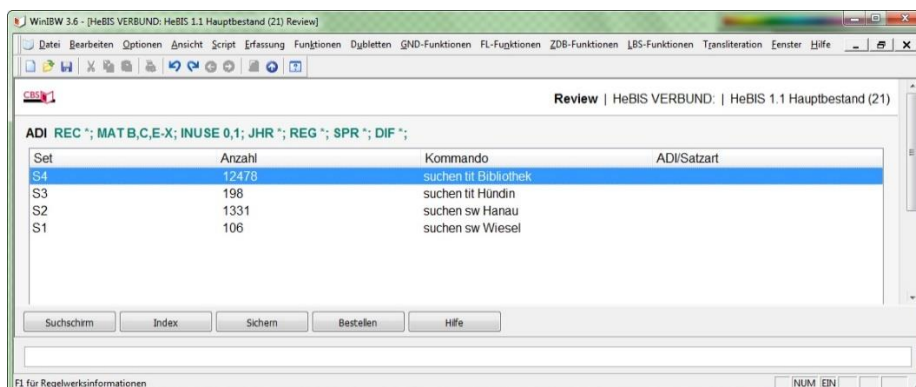 WinIBW 3.6 - [HeBIS VERBUND: HeBIS 1.1 Hauptbestand (21) Review]
Datei Bearbeiten Optionen Ansicht Script Erfassung Funktionen Dubletten GND-Funktionen FL-Funktionen ZDB-Funktionen LBS-Funktionen Transliteration Fenster Hilfe
CBS
Review | HeBIS VERBUND: | HeBIS 1.1 Hauptbestand (21)
ADI REC *; MAT B,C,E-X; INUSE 0,1; JHR *; REG *; SPR *; DIF *;
Set Anzahl Kommando ADI/Satzart
S4 12478 suchen tit Bibliothek
S3 198 suchen tit Hündin
S2 1331 suchen sw Hanau
S1 106 suchen sw Wiesel
Suchschirm Index Sichern Bestellen Hilfe
F1 für Regelwerksinformationen NUM EIN